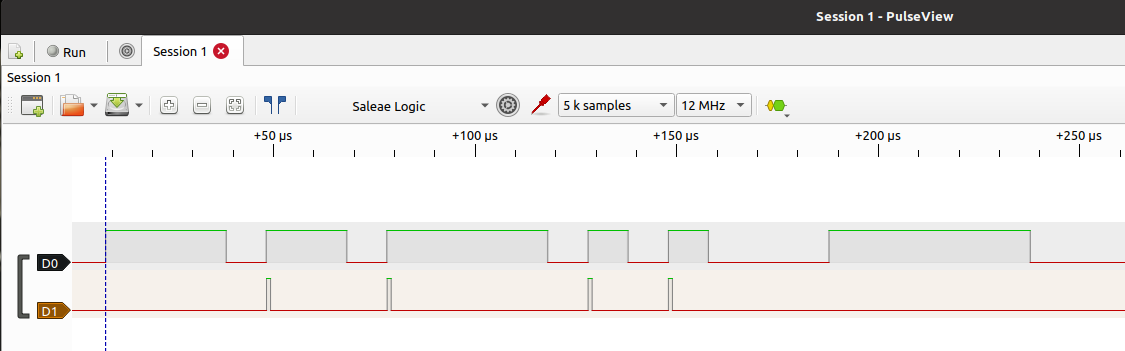 Session 1 - PulseView
Run
Session 1
Session 1
Saleae Logic
5 k samples
12 MHz
+50 µs
+100 µs
+150 µs
+200 µs
+250 µs
D0
D1